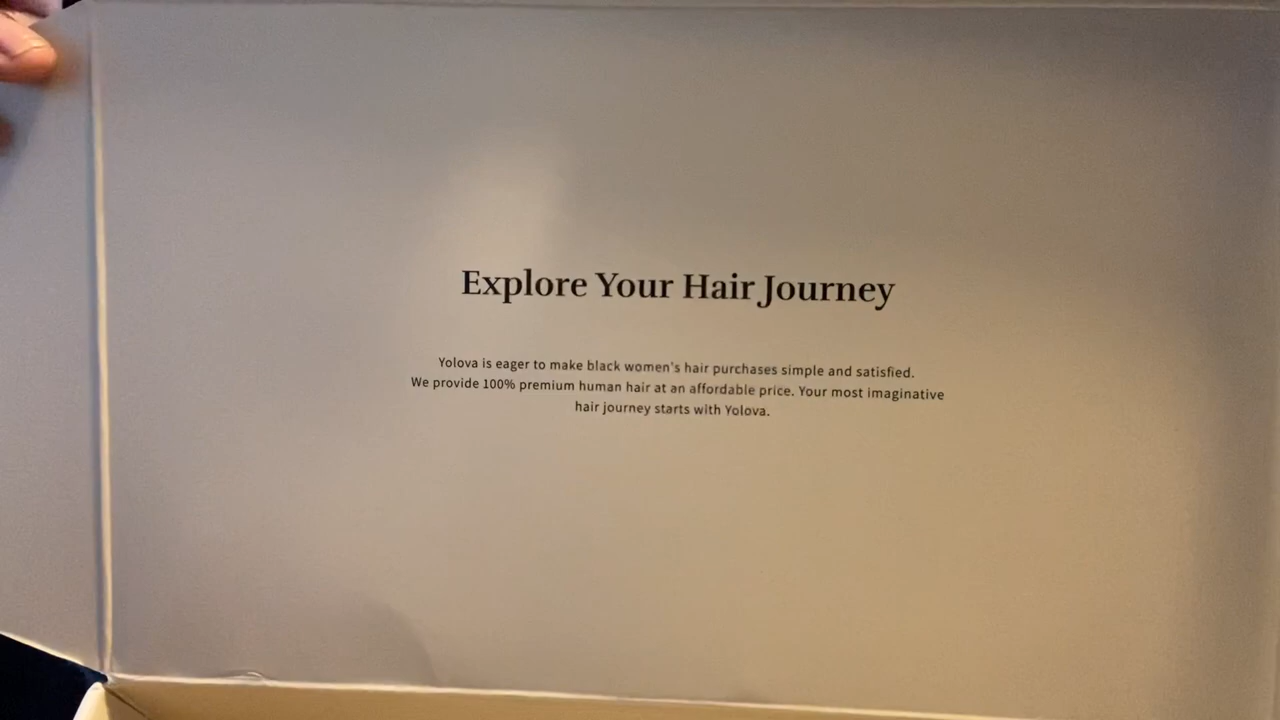 Explore Your Hair Journey
Yolova is eager to make black women's hair purchases simple and satisfied.
We provide 100% premium human hair at an affordable price. Your most imaginative
hair journey starts with Yolova.